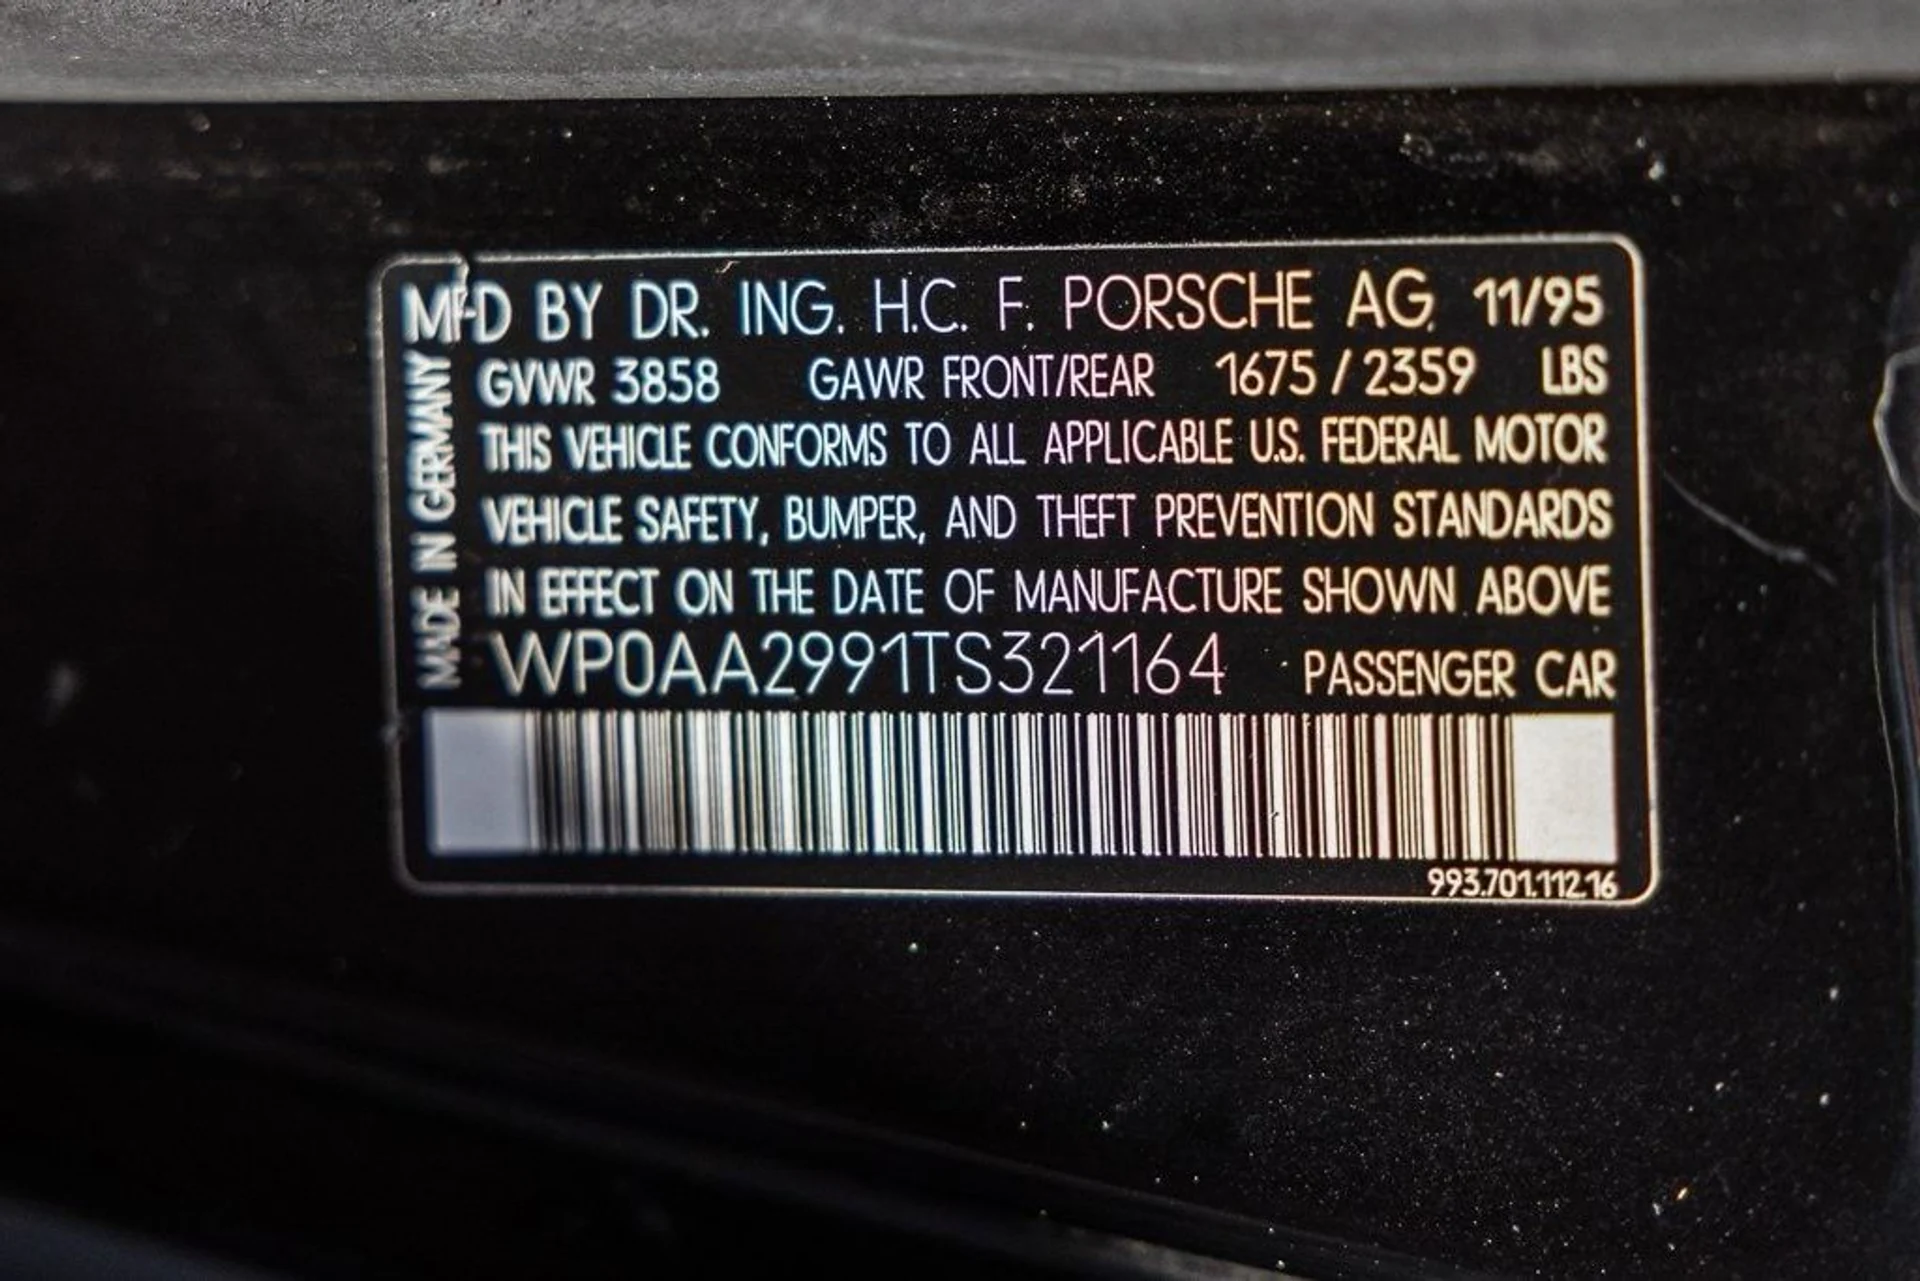 MFD BY DR. ING. H.C. F. PORSCHE AG 11/95
GVWR 3858 GAWR FRONT/REAR 1675 / 2359 LBS
THIS VEHICLE CONFORMS TO ALL APPLICABLE U.S. FEDERAL MOTOR
VEHICLE SAFETY, BUMPER, AND THEFT PREVENTION STANDARDS
IN EFFECT ON THE DATE OF MANUFACTURE SHOWN ABOVE
WP0AA2991TS321164 PASSENGER CAR
MADE IN GERMANY
993.701.112.16